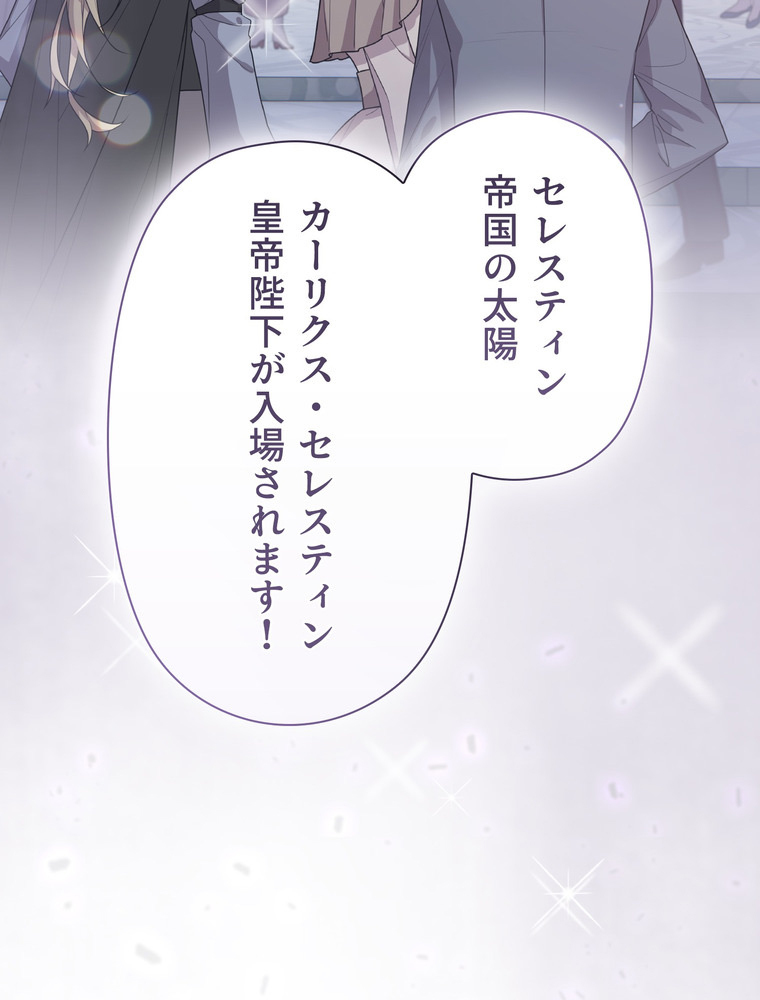 セレスティン
帝国の太陽
カーリクス・セレスティン
皇帝陛下が入場されます！